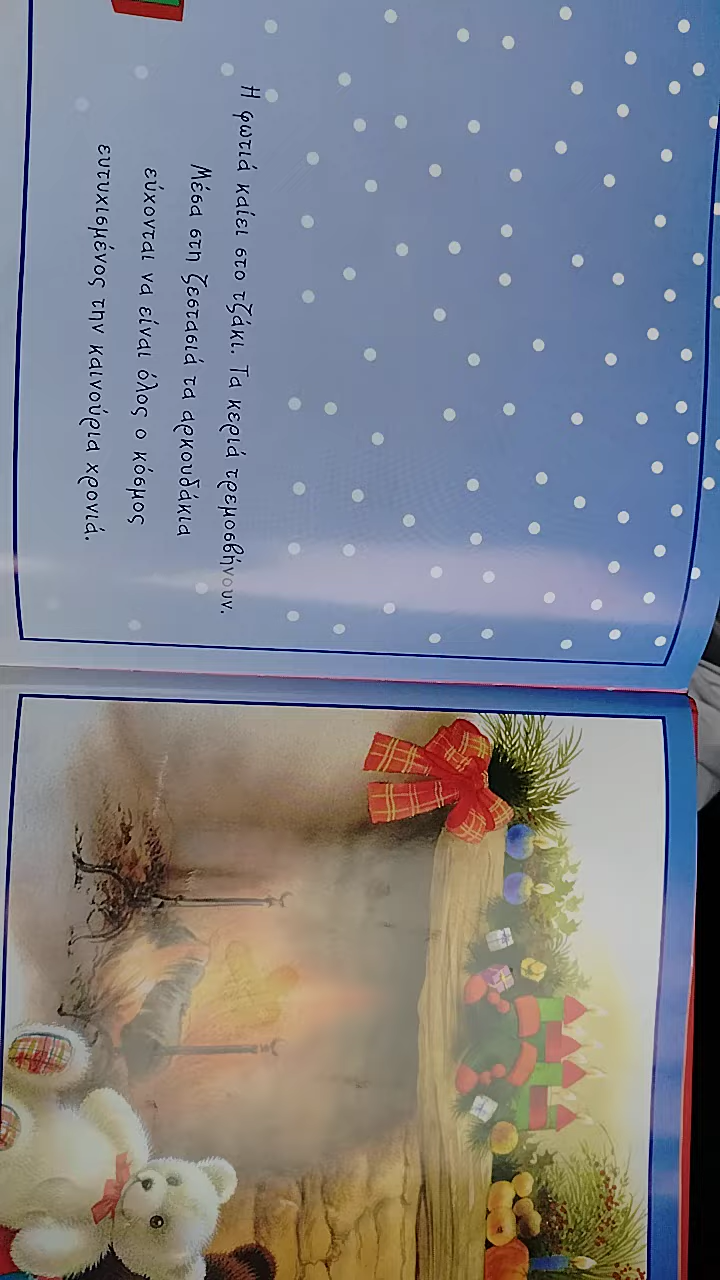 Η φωτιά καίει στο τζάκι. Τα κεριά τρεμοσβήνουν.
Μέσα στη ζεστασιά τα αρκουδάκια
εύχονται να είναι όλος ο κόσμος
ευτυχισμένος την καινούρια χρονιά.